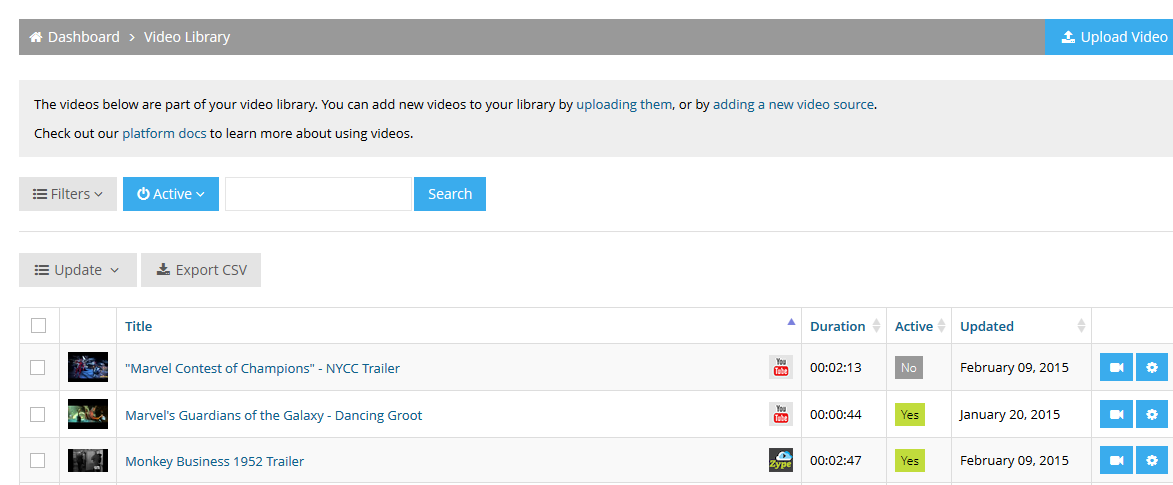 Dashboard > Video Library
Upload Video
The videos below are part of your video library. You can add new videos to your library by uploading them, or by adding a new video source.
Check out our platform docs to learn more about using videos.
Filters
Active
Search
Update
Export CSV
Title Duration Active Updated
"Marvel Contest of Champions" - NYCC Trailer You Tube 00:02:13 No February 09, 2015
Marvel's Guardians of the Galaxy - Dancing Groot You Tube 00:00:44 Yes January 20, 2015
Monkey Business 1952 Trailer Zype 00:02:47 Yes February 09, 2015